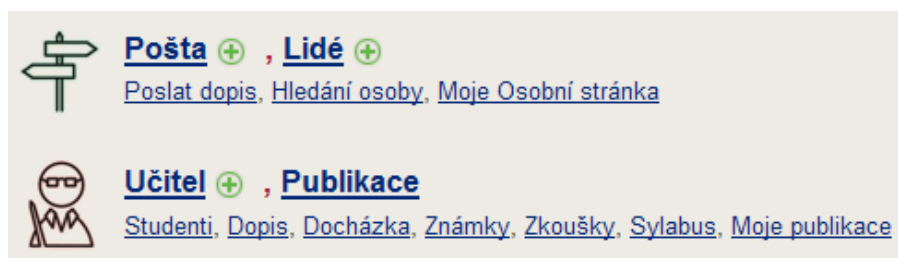 Pošta , Lidé
Poslat dopis, Hledání osoby, Moje Osobní stránka
Učitel , Publikace
Studenti, Dopis, Docházka, Známky, Zkoušky, Sylabus, Moje publikace